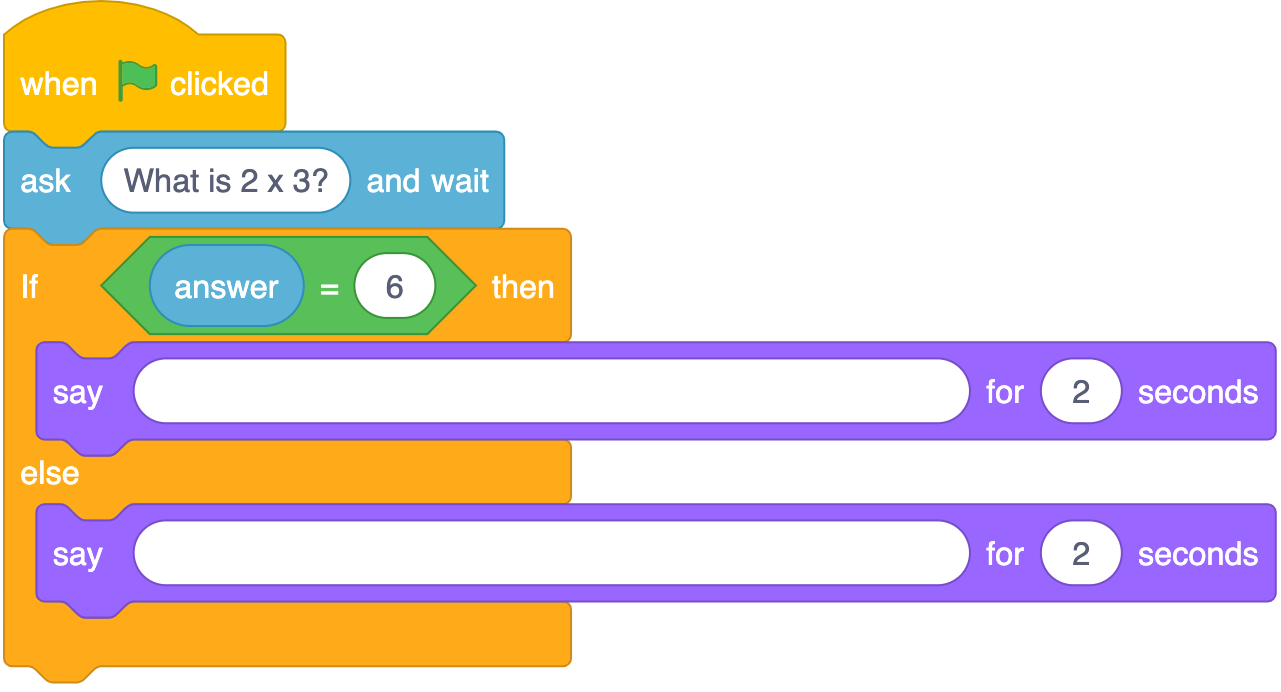 when clicked
ask What is 2 x 3? and wait
If answer = 6 then
say for 2 seconds
else
say for 2 seconds